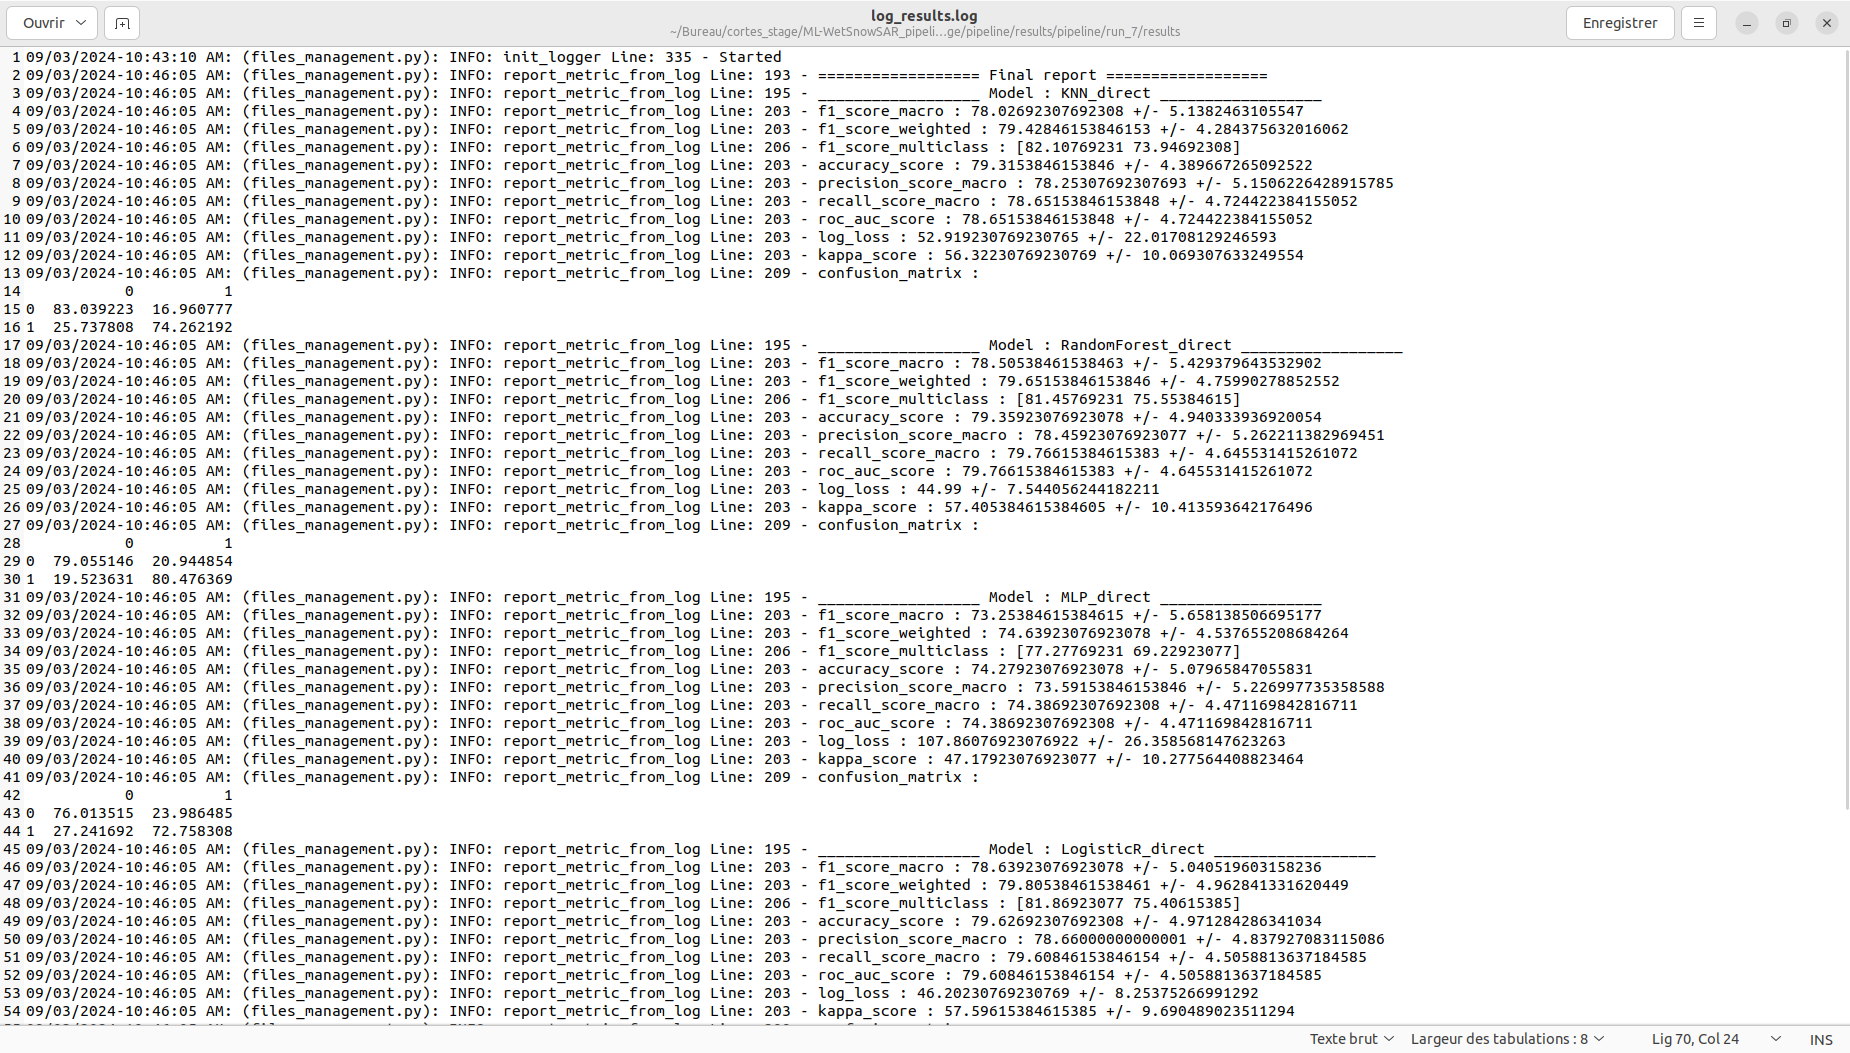 Ouvrir
log_results.log
~/Bureau/cortes_stage/ML-WetSnowSAR_pipeli…ge/pipeline/results/pipeline/run_7/results
Enregistrer
1 09/03/2024-10:43:10 AM: (files_management.py): INFO: init_logger Line: 335 - Started
2 09/03/2024-10:46:05 AM: (files_management.py): INFO: report_metric_from_log Line: 193 - ================== Final report ==================
3 09/03/2024-10:46:05 AM: (files_management.py): INFO: report_metric_from_log Line: 195 - __________________ Model : KNN_direct __________________
4 09/03/2024-10:46:05 AM: (files_management.py): INFO: report_metric_from_log Line: 203 - f1_score_macro : 78.02692307692308 +/- 5.1382463105547
5 09/03/2024-10:46:05 AM: (files_management.py): INFO: report_metric_from_log Line: 203 - f1_score_weighted : 79.42846153846153 +/- 4.284375632016062
6 09/03/2024-10:46:05 AM: (files_management.py): INFO: report_metric_from_log Line: 206 - f1_score_multiclass : [82.10769231 73.94692308]
7 09/03/2024-10:46:05 AM: (files_management.py): INFO: report_metric_from_log Line: 203 - accuracy_score : 79.3153846153846 +/- 4.389667265092522
8 09/03/2024-10:46:05 AM: (files_management.py): INFO: report_metric_from_log Line: 203 - precision_score_macro : 78.25307692307693 +/- 5.1506226428915785
9 09/03/2024-10:46:05 AM: (files_management.py): INFO: report_metric_from_log Line: 203 - recall_score_macro : 78.65153846153848 +/- 4.724422384155052
10 09/03/2024-10:46:05 AM: (files_management.py): INFO: report_metric_from_log Line: 203 - roc_auc_score : 78.65153846153848 +/- 4.724422384155052
11 09/03/2024-10:46:05 AM: (files_management.py): INFO: report_metric_from_log Line: 203 - log_loss : 52.919230769230765 +/- 22.01708129246593
12 09/03/2024-10:46:05 AM: (files_management.py): INFO: report_metric_from_log Line: 203 - kappa_score : 56.32230769230769 +/- 10.069307633249554
13 09/03/2024-10:46:05 AM: (files_management.py): INFO: report_metric_from_log Line: 209 - confusion_matrix :
14 0 1
15 0 83.039223 16.960777
16 1 25.737808 74.262192
17 09/03/2024-10:46:05 AM: (files_management.py): INFO: report_metric_from_log Line: 195 - __________________ Model : RandomForest_direct __________________
18 09/03/2024-10:46:05 AM: (files_management.py): INFO: report_metric_from_log Line: 203 - f1_score_macro : 78.50538461538463 +/- 5.429379643532902
19 09/03/2024-10:46:05 AM: (files_management.py): INFO: report_metric_from_log Line: 203 - f1_score_weighted : 79.65153846153846 +/- 4.75990278852552
20 09/03/2024-10:46:05 AM: (files_management.py): INFO: report_metric_from_log Line: 206 - f1_score_multiclass : [81.45769231 75.55384615]
21 09/03/2024-10:46:05 AM: (files_management.py): INFO: report_metric_from_log Line: 203 - accuracy_score : 79.35923076923078 +/- 4.940333936920054
22 09/03/2024-10:46:05 AM: (files_management.py): INFO: report_metric_from_log Line: 203 - precision_score_macro : 78.45923076923077 +/- 5.262211382969451
23 09/03/2024-10:46:05 AM: (files_management.py): INFO: report_metric_from_log Line: 203 - recall_score_macro : 79.76615384615383 +/- 4.645531415261072
24 09/03/2024-10:46:05 AM: (files_management.py): INFO: report_metric_from_log Line: 203 - roc_auc_score : 79.76615384615383 +/- 4.645531415261072
25 09/03/2024-10:46:05 AM: (files_management.py): INFO: report_metric_from_log Line: 203 - log_loss : 44.99 +/- 7.544056244182211
26 09/03/2024-10:46:05 AM: (files_management.py): INFO: report_metric_from_log Line: 203 - kappa_score : 57.405384615384605 +/- 10.413593642176496
27 09/03/2024-10:46:05 AM: (files_management.py): INFO: report_metric_from_log Line: 209 - confusion_matrix :
28 0 1
29 0 79.055146 20.944854
30 1 19.523631 80.476369
31 09/03/2024-10:46:05 AM: (files_management.py): INFO: report_metric_from_log Line: 195 - __________________ Model : MLP_direct __________________
32 09/03/2024-10:46:05 AM: (files_management.py): INFO: report_metric_from_log Line: 203 - f1_score_macro : 73.25384615384615 +/- 5.658138506695177
33 09/03/2024-10:46:05 AM: (files_management.py): INFO: report_metric_from_log Line: 203 - f1_score_weighted : 74.63923076923078 +/- 4.537655208684264
34 09/03/2024-10:46:05 AM: (files_management.py): INFO: report_metric_from_log Line: 206 - f1_score_multiclass : [77.27769231 69.22923077]
35 09/03/2024-10:46:05 AM: (files_management.py): INFO: report_metric_from_log Line: 203 - accuracy_score : 74.27923076923078 +/- 5.07965847055831
36 09/03/2024-10:46:05 AM: (files_management.py): INFO: report_metric_from_log Line: 203 - precision_score_macro : 73.59153846153846 +/- 5.226997735358588
37 09/03/2024-10:46:05 AM: (files_management.py): INFO: report_metric_from_log Line: 203 - recall_score_macro : 74.38692307692308 +/- 4.471169842816711
38 09/03/2024-10:46:05 AM: (files_management.py): INFO: report_metric_from_log Line: 203 - roc_auc_score : 74.38692307692308 +/- 4.471169842816711
39 09/03/2024-10:46:05 AM: (files_management.py): INFO: report_metric_from_log Line: 203 - log_loss : 107.86076923076922 +/- 26.358568147623263
40 09/03/2024-10:46:05 AM: (files_management.py): INFO: report_metric_from_log Line: 203 - kappa_score : 47.17923076923077 +/- 10.277564408823464
41 09/03/2024-10:46:05 AM: (files_management.py): INFO: report_metric_from_log Line: 209 - confusion_matrix :
42 0 1
43 0 76.013515 23.986485
44 1 27.241692 72.758308
45 09/03/2024-10:46:05 AM: (files_management.py): INFO: report_metric_from_log Line: 195 - __________________ Model : LogisticR_direct __________________
46 09/03/2024-10:46:05 AM: (files_management.py): INFO: report_metric_from_log Line: 203 - f1_score_macro : 78.63923076923078 +/- 5.040519603158236
47 09/03/2024-10:46:05 AM: (files_management.py): INFO: report_metric_from_log Line: 203 - f1_score_weighted : 79.80538461538461 +/- 4.962841331620449
48 09/03/2024-10:46:05 AM: (files_management.py): INFO: report_metric_from_log Line: 206 - f1_score_multiclass : [81.86923077 75.40615385]
49 09/03/2024-10:46:05 AM: (files_management.py): INFO: report_metric_from_log Line: 203 - accuracy_score : 79.62692307692308 +/- 4.971284286341034
50 09/03/2024-10:46:05 AM: (files_management.py): INFO: report_metric_from_log Line: 203 - precision_score_macro : 78.66000000000001 +/- 4.837927083115086
51 09/03/2024-10:46:05 AM: (files_management.py): INFO: report_metric_from_log Line: 203 - recall_score_macro : 79.60846153846154 +/- 4.5058813637184585
52 09/03/2024-10:46:05 AM: (files_management.py): INFO: report_metric_from_log Line: 203 - roc_auc_score : 79.60846153846154 +/- 4.5058813637184585
53 09/03/2024-10:46:05 AM: (files_management.py): INFO: report_metric_from_log Line: 203 - log_loss : 46.20230769230769 +/- 8.25375266991292
54 09/03/2024-10:46:05 AM: (files_management.py): INFO: report_metric_from_log Line: 203 - kappa_score : 57.59615384615385 +/- 9.690489023511294
Texte brut
Largeur des tabulations : 8
Lig 70, Col 24
INS